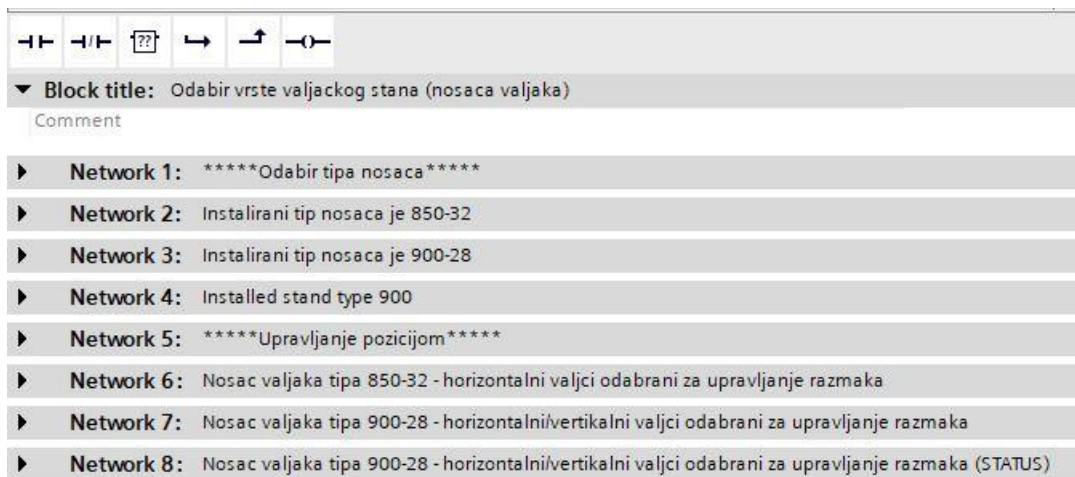 ??
Block title: Odabir vrste valjackog stana (nosaca valjaka)
Comment
Network 1: *****Odabir tipa nosaca*****
Network 2: Instalirani tip nosaca je 850-32
Network 3: Instalirani tip nosaca je 900-28
Network 4: Installed stand type 900
Network 5: *****Upravljanje pozicijom*****
Network 6: Nosac valjaka tipa 850-32 - horizontalni valjci odabrani za upravljanje razmaka
Network 7: Nosac valjaka tipa 900-28 - horizontalni/vertikalni valjci odabrani za upravljanje razmaka
Network 8: Nosac valjaka tipa 900-28 - horizontalni/vertikalni valjci odabrani za upravljanje razmaka (STATUS)